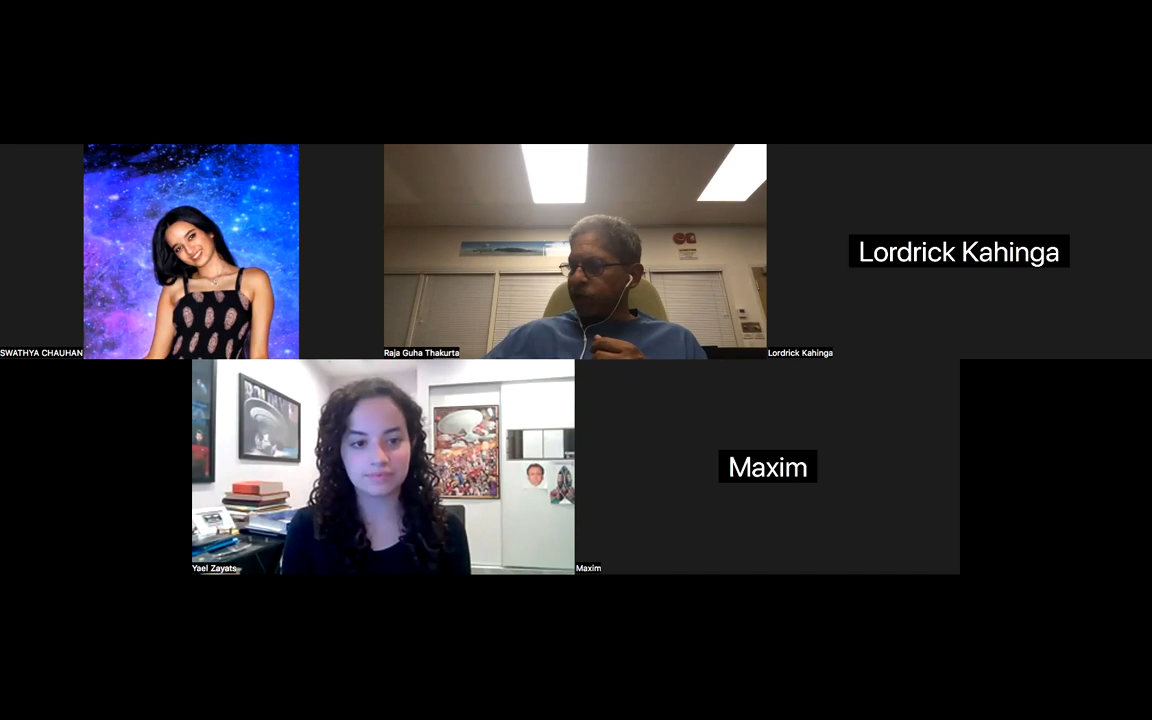 SWATHYA CHAUHAN
Raja Guha Thakurta
Lordrick Kahinga
Lordrick Kahinga
Yael Zayats
Maxim
Maxim